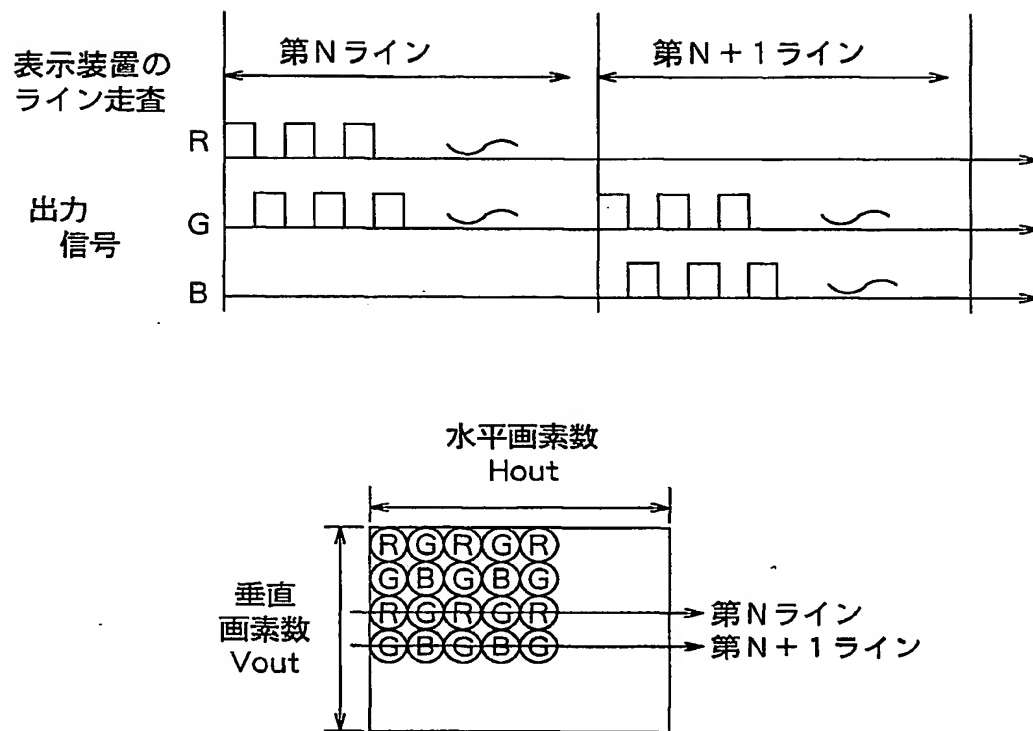 表示装置の
ライン走査
第Nライン
第N+1ライン
R
出力
信号
G
B
水平画素数
Hout
垂直
画素数
Vout
RGRGR
GBGBG
RGRGR
GBGBG
第Nライン
第N+1ライン